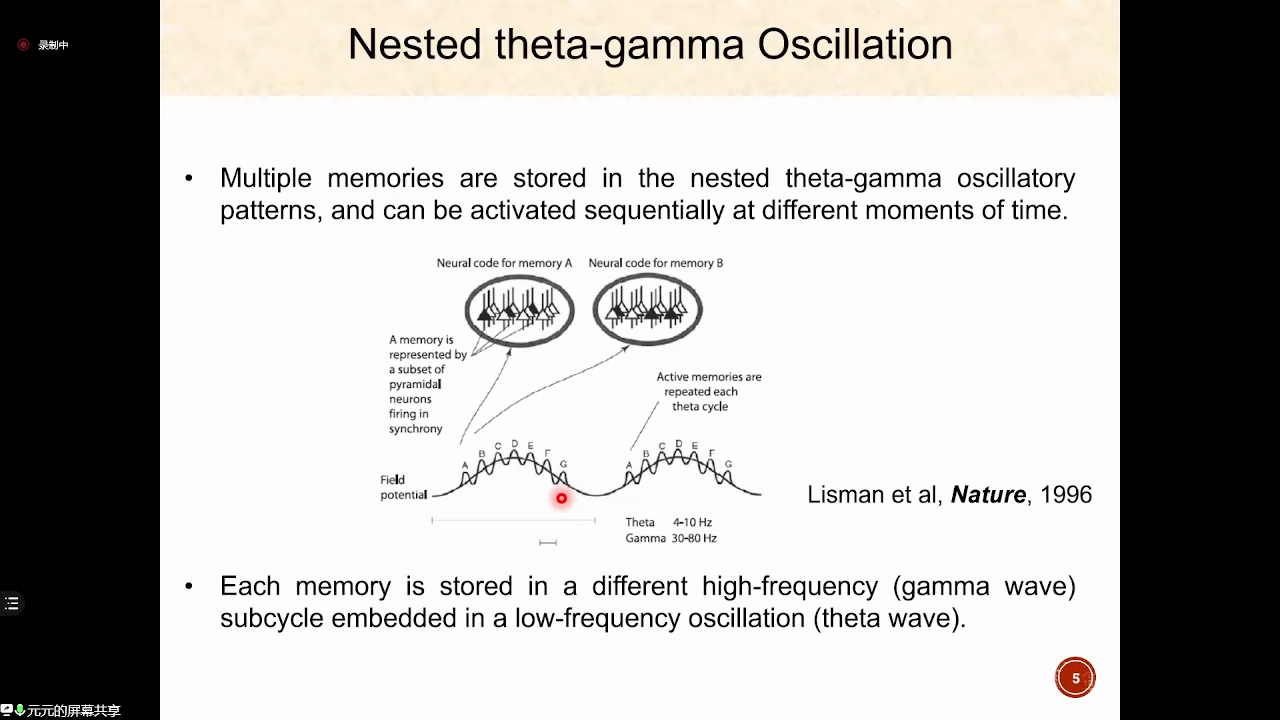 录制中
Nested theta-gamma Oscillation
• Multiple memories are stored in the nested theta-gamma oscillatory
patterns, and can be activated sequentially at different moments of time.
Neural code for memory A Neural code for memory B
A memory is
represented by
a subset of
pyramidal
neurons
firing in
synchrony
Active memories are
repeated each
theta cycle
A B C D E F G A B C D E F G
Field
potential
Theta 4-10 Hz
Gamma 30-80 Hz
Lisman et al, Nature, 1996
• Each memory is stored in a different high-frequency (gamma wave)
subcycle embedded in a low-frequency oscillation (theta wave).
5
元元的屏幕共享